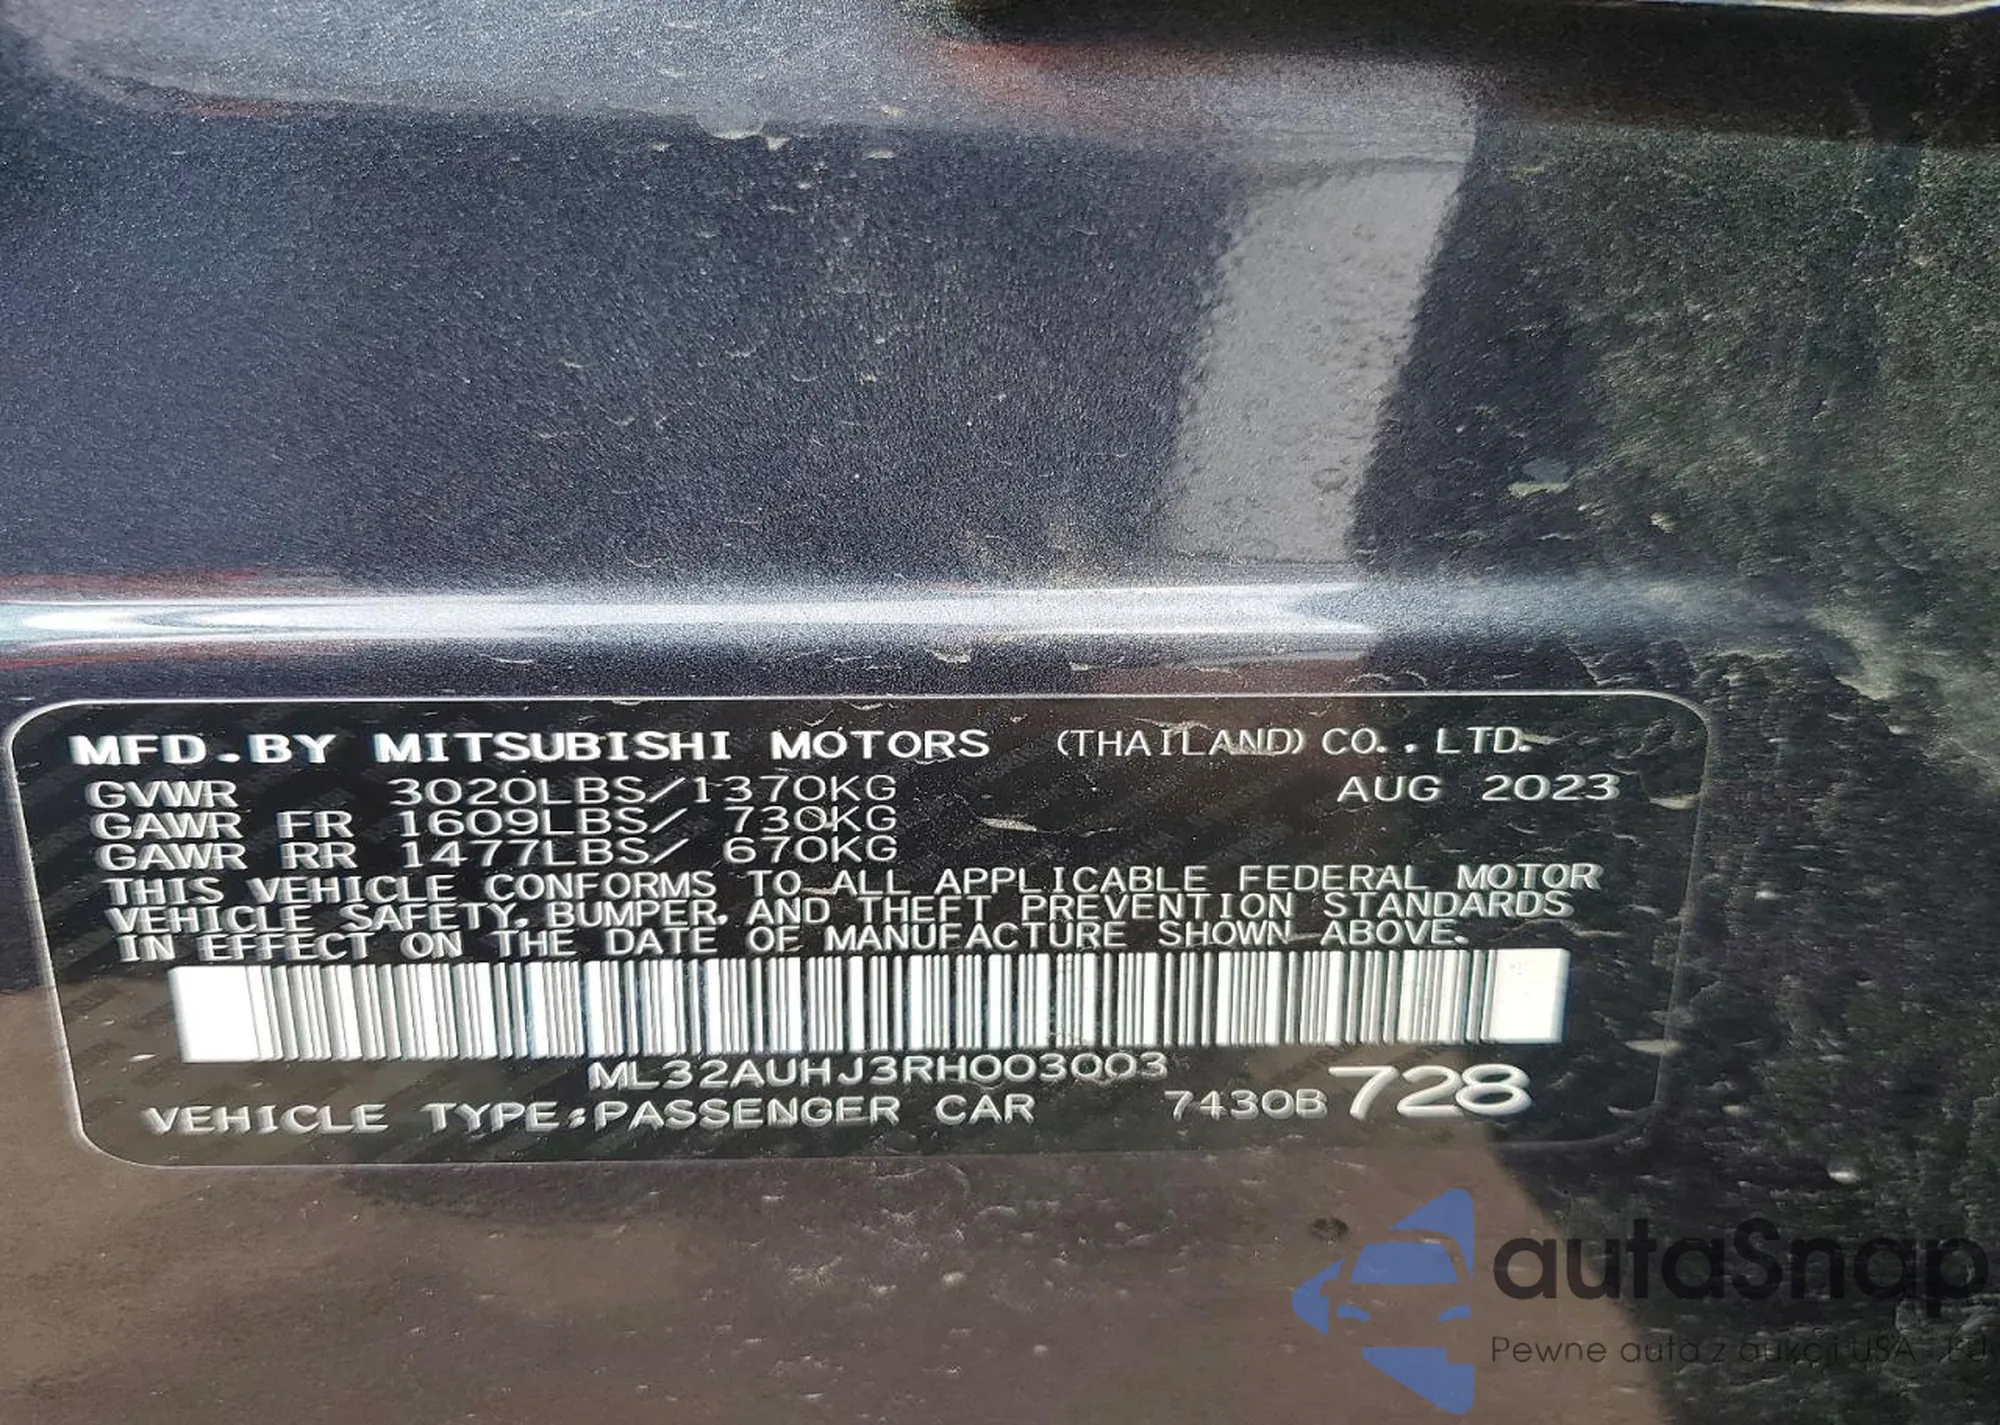 MFD.BY MITSUBISHI MOTORS (THAILAND) CO., LTD.
GVWR 3020LBS/1370KG AUG 2023
GAWR FR 1609LBS/ 730KG
GAWR RR 1477LBS/ 670KG
THIS VEHICLE CONFORMS TO ALL APPLICABLE FEDERAL MOTOR
VEHICLE SAFETY, BUMPER, AND THEFT PREVENTION STANDARDS
IN EFFECT ON THE DATE OF MANUFACTURE SHOWN ABOVE.
ML32AUHJ3RH003003
VEHICLE TYPE:PASSENGER CAR 7430B 728
autaSnap
Pewne auta z aukcji USA i EU